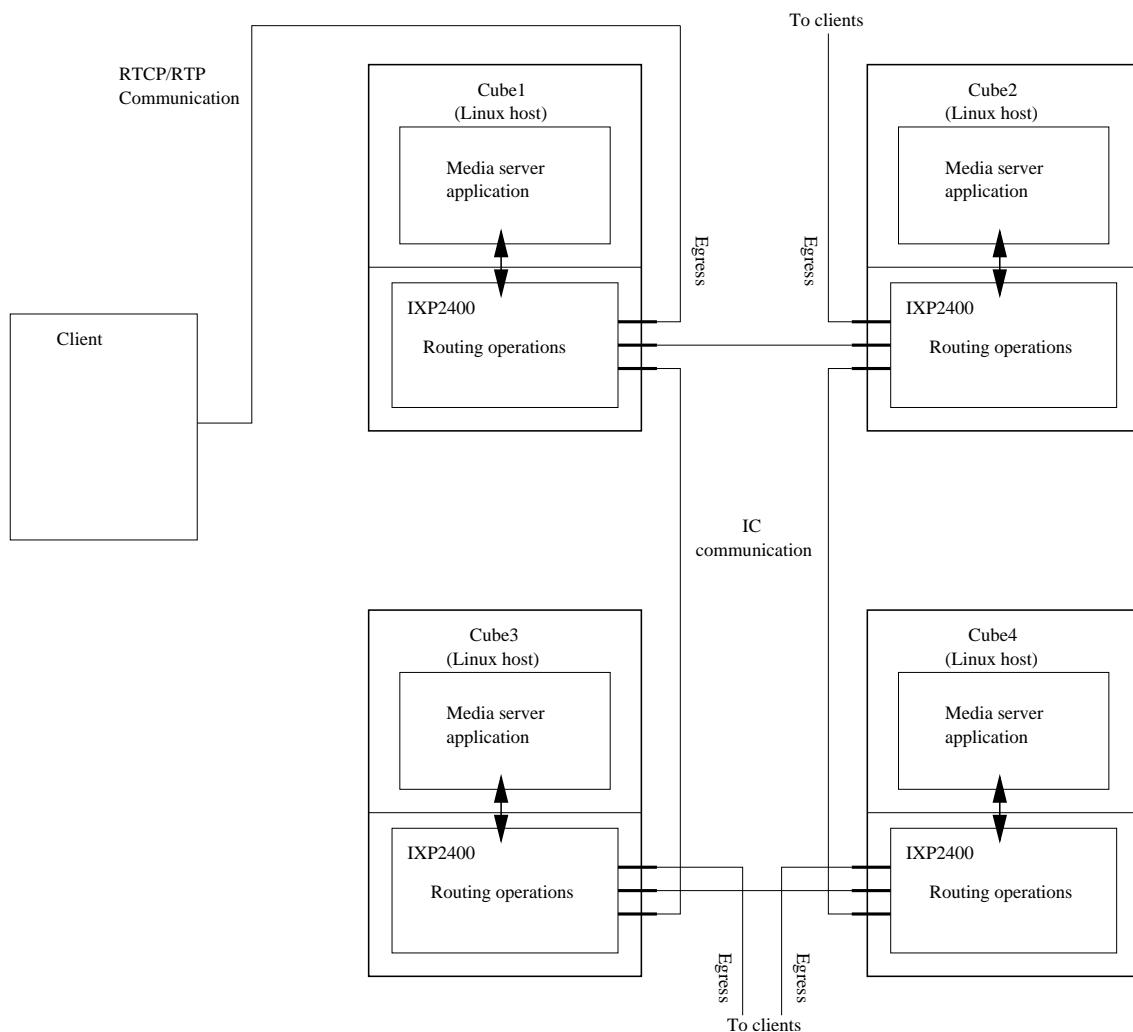 To clients
RTCP/RTP
Communication
Cube1
(Linux host)
Media server
application
Egress
IXP2400
Routing operations
Cube2
(Linux host)
Media server
application
Egress
IXP2400
Routing operations
Client
IC
communication
Cube3
(Linux host)
Media server
application
IXP2400
Routing operations
Cube4
(Linux host)
Media server
application
IXP2400
Routing operations
Egress
Egress
To clients